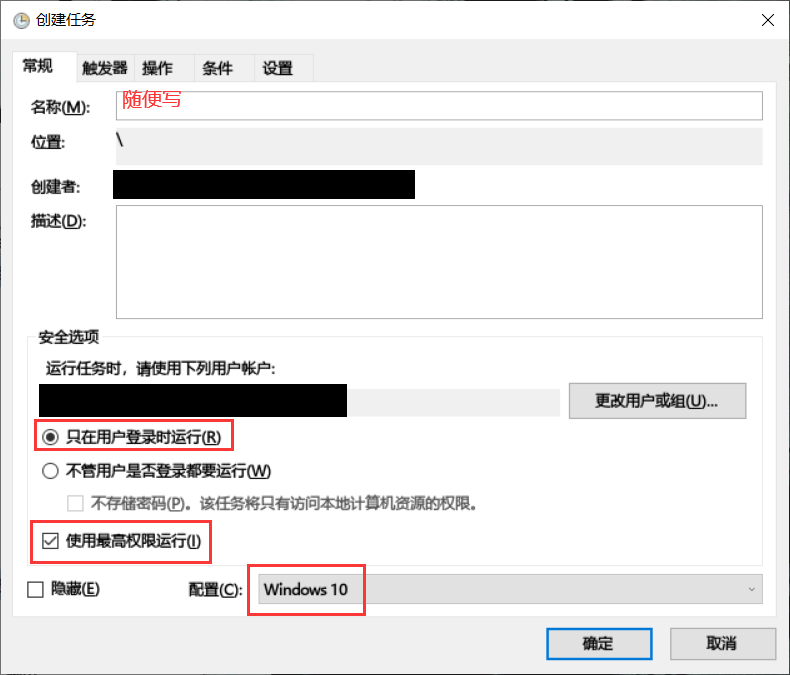 创建任务
常规 触发器 操作 条件 设置
名称(M): 随便写
位置: \
创建者:
描述(D):
安全选项
运行任务时，请使用下列用户帐户:
更改用户或组(U)...
只在用户登录时运行(R)
不管用户是否登录都要运行(W)
不存储密码(P)。该任务将只有访问本地计算机资源的权限。
使用最高权限运行(I)
隐藏(E) 配置(C): Windows 10
确定 取消